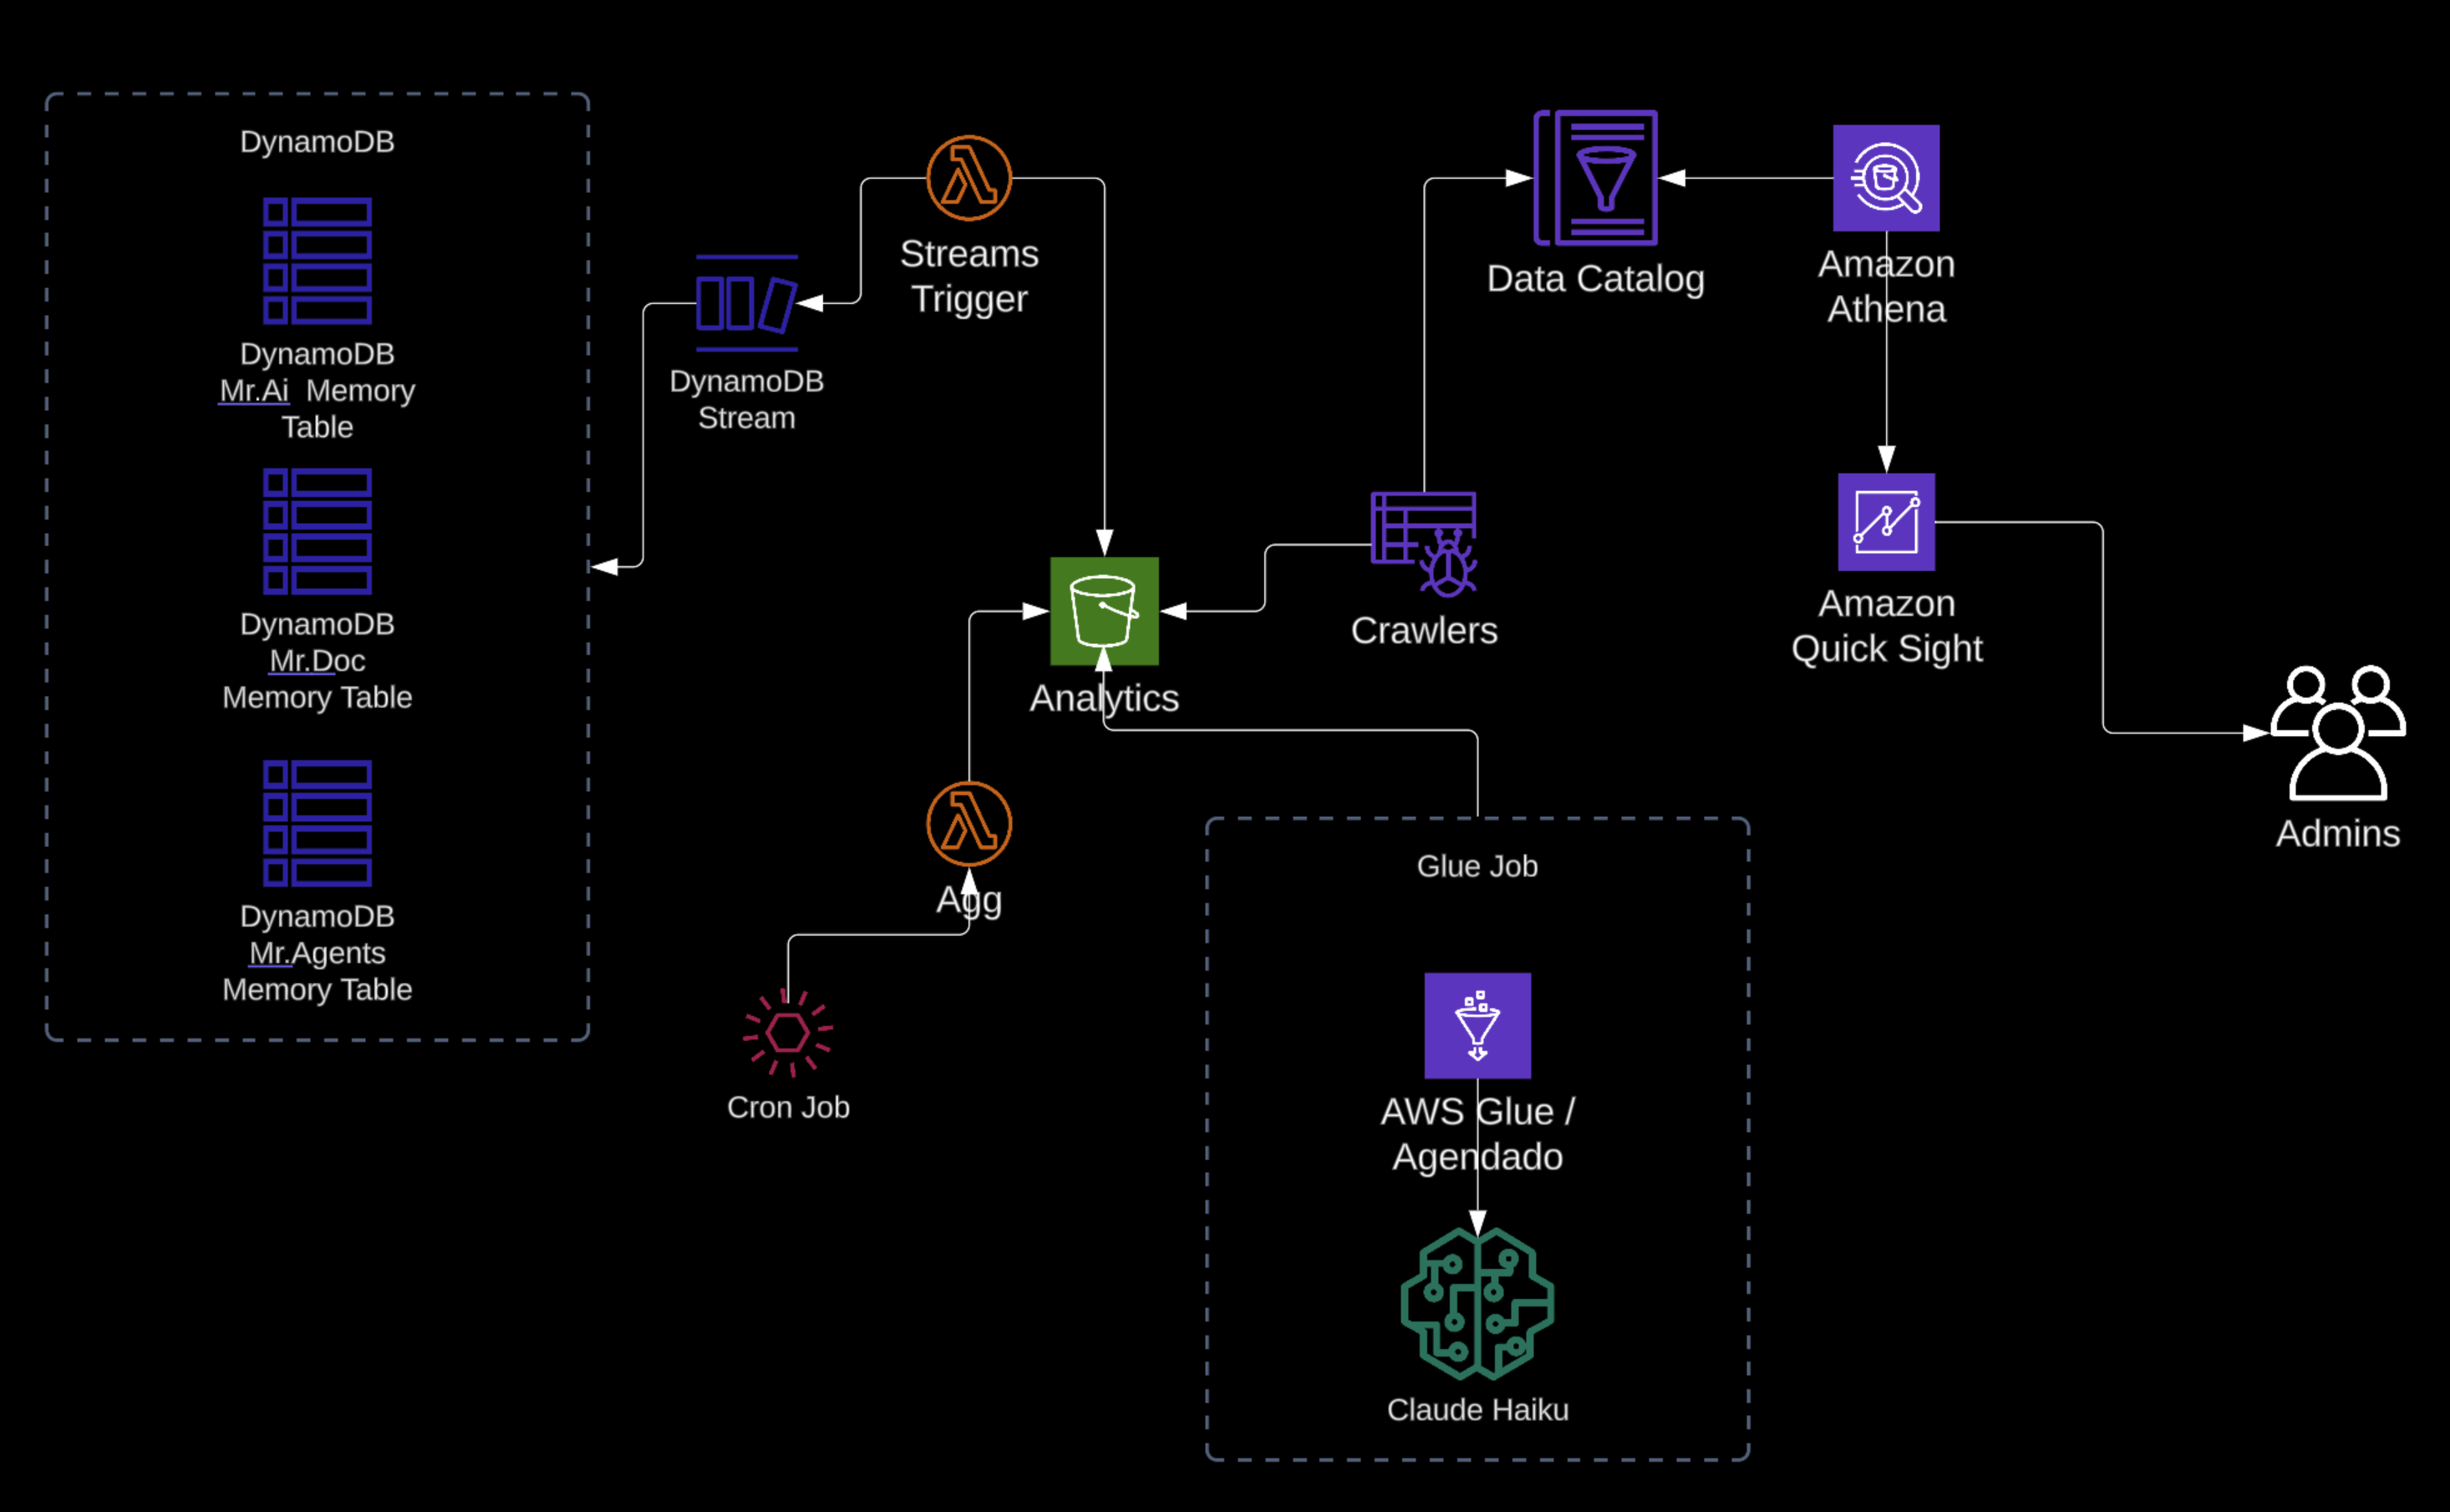 DynamoDB
DynamoDB
Mr.Ai  Memory
Table
DynamoDB
Mr.Doc
Memory Table
DynamoDB
Mr.Agents
Memory Table
DynamoDB
Stream
Streams
Trigger
Analytics
Agg
Cron Job
Crawlers
Data Catalog
Amazon
Athena
Amazon
Quick Sight
Admins
Glue Job
AWS Glue /
Agendado
Claude Haiku